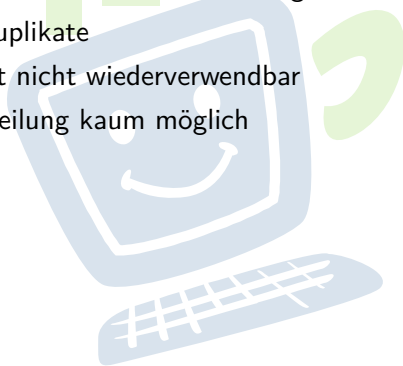 uplikate
t nicht wiederverwendbar
eilung kaum möglich